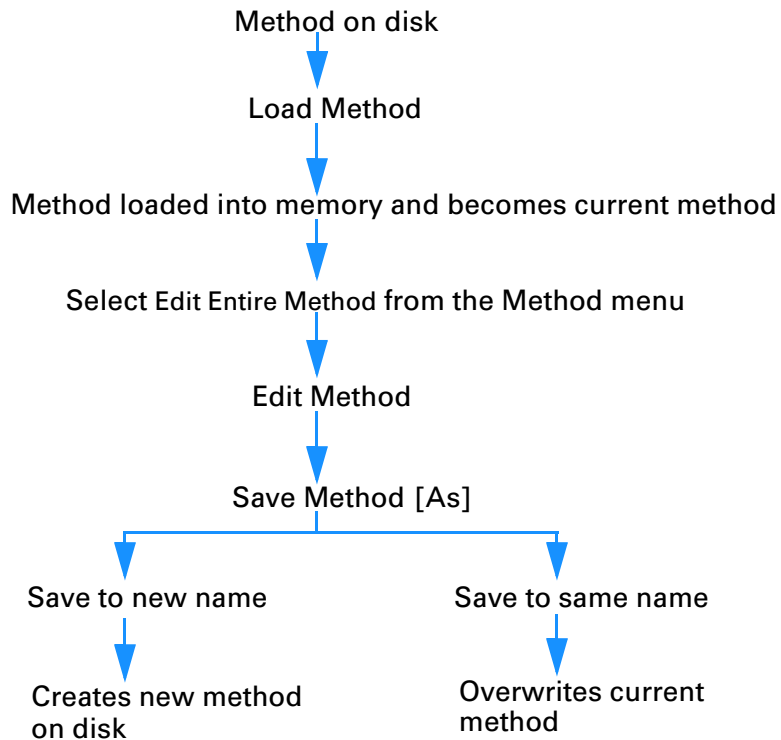 Method on disk
Load Method
Method loaded into memory and becomes current method
Select Edit Entire Method from the Method menu
Edit Method
Save Method [As]
Save to new name
Save to same name
Creates new method
on disk
Overwrites current
method